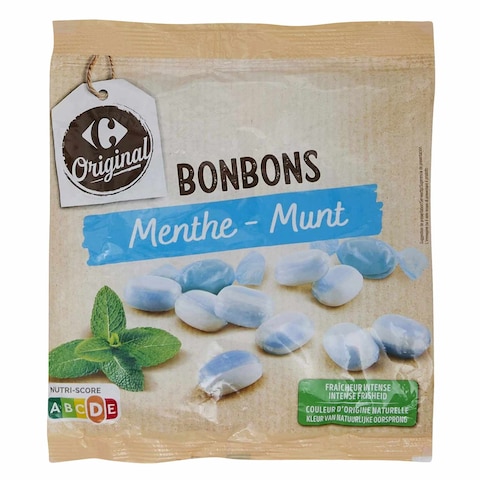 C
Original
BONBONS
Menthe - Munt
NUTRI-SCORE
A B C D E
FRAÎCHEUR INTENSE
INTENSE FRISHEID
COULEUR D'ORIGINE NATURELLE
KLEUR VAN NATUURLIJKE OORSPRONG